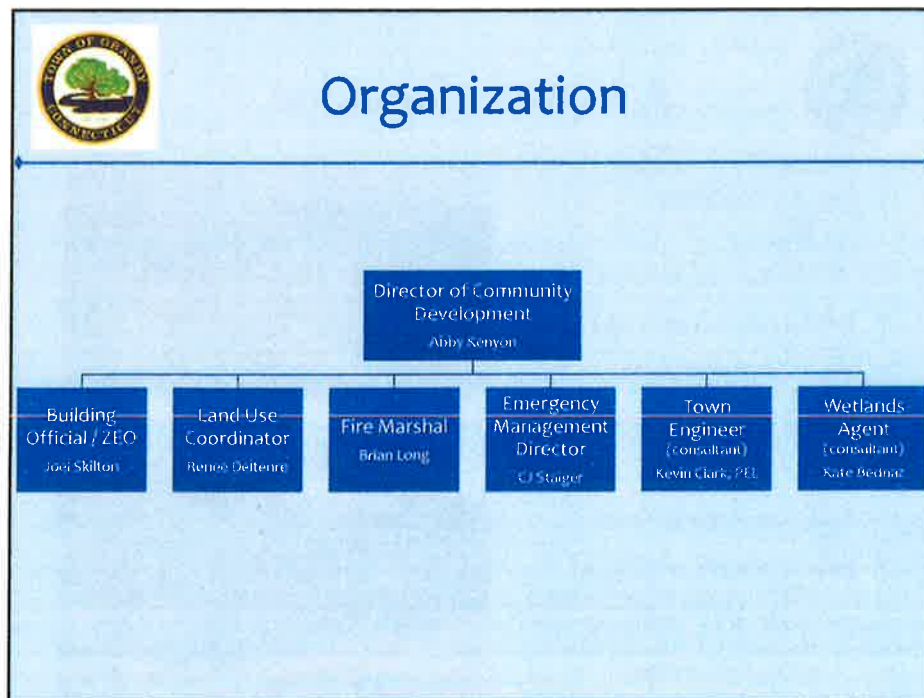 TOWN OF GRANBY
CONNECTICUT
Organization
Director of Community
Development
Abby Kenyon
Building
Official / ZEO
Joel Skilton
Land Use
Coordinator
Renee Deltenre
Fire Marshal
Brian Long
Emergency
Management
Director
CJ Staiger
Town
Engineer
(consultant)
Kevin Clark, PE
Wetlands
Agent
(consultant)
Kate Bednaz